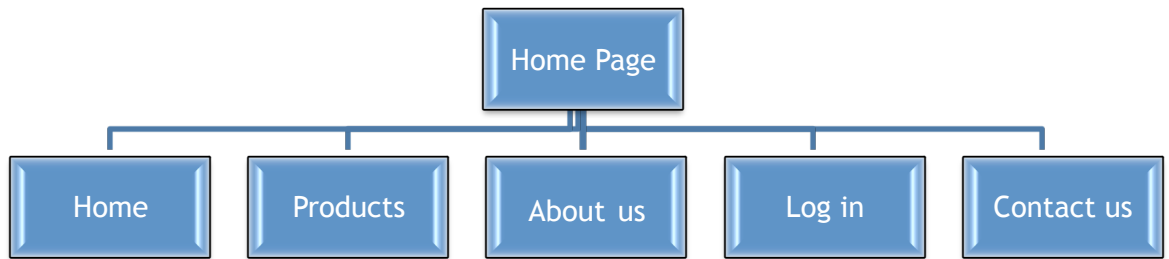 Home Page
Home
Products
About us
Log in
Contact us